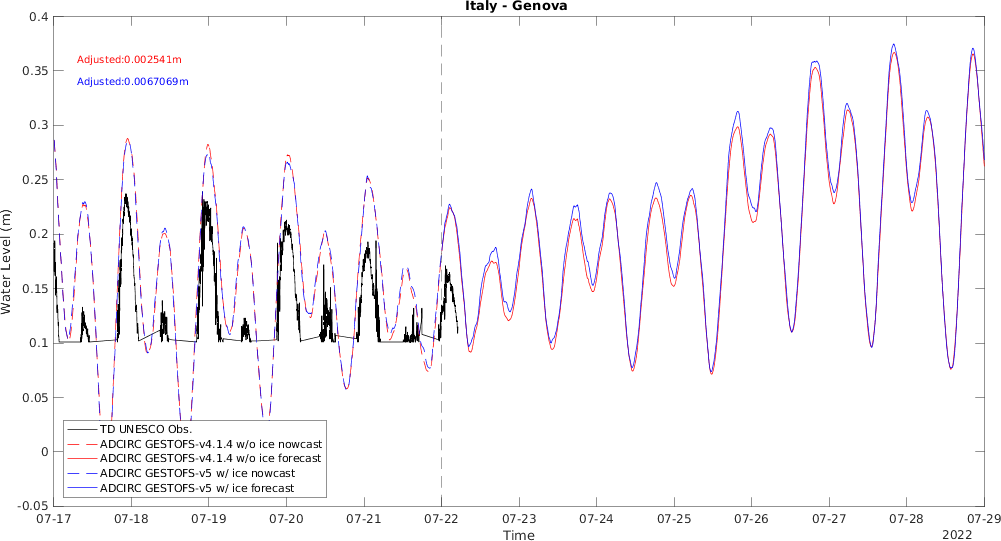 Italy - Genova
0.4
0.35
0.3
0.25
0.2
0.15
0.1
0.05
0
-0.05
Water Level (m)
Adjusted:0.002541m
Adjusted:0.0067069m
TD UNESCO Obs.
ADCIRC GESTOFS-v4.1.4 w/o ice nowcast
ADCIRC GESTOFS-v4.1.4 w/o ice forecast
ADCIRC GESTOFS-v5 w/ ice nowcast
ADCIRC GESTOFS-v5 w/ ice forecast
07-17 07-18 07-19 07-20 07-21 07-22 07-23 07-24 07-25 07-26 07-27 07-28 07-29
Time
2022